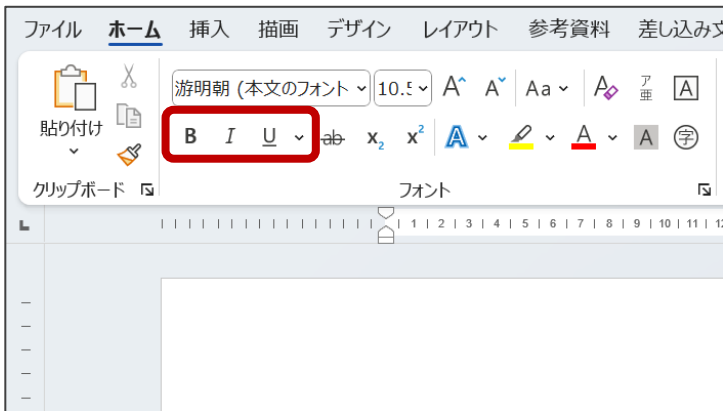 ファイル ホーム 挿入 描画 デザイン レイアウト 参考資料 差し込み文
游明朝 (本文のフォント 10.5 A A Aa A ア亜 A
貼り付け
B I U ab x₂ x² A A A 字
クリップボード フォント
1 2 3 4 5 6 7 8 9 10 11 12